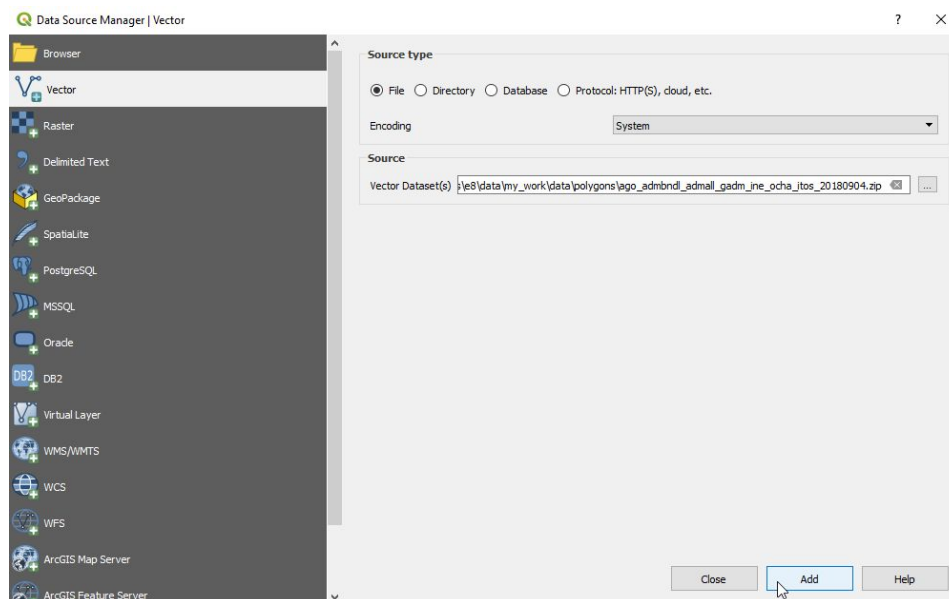 Data Source Manager | Vector
?
Browser
Vector
Raster
Delimited Text
GeoPackage
SpatiaLite
PostgreSQL
MSSQL
Oracle
DB2 DB2
Virtual Layer
WMS/WMTS
WCS
WFS
ArcGIS Map Server
ArcGIS Feature Server
Source type
File Directory Database Protocol: HTTP(S), cloud, etc.
Encoding System
Source
Vector Dataset(s) \e8\data\my_work\data\polygons\ago_admbndl_admall_gadm_ine_ocha_itos_20180904.zip ...
Close Add Help